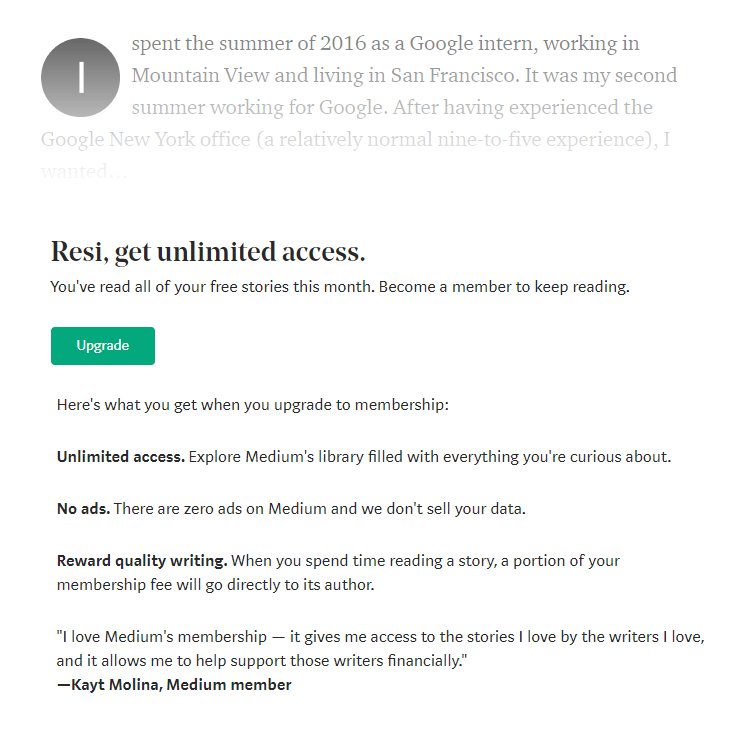 I spent the summer of 2016 as a Google intern, working in
Mountain View and living in San Francisco. It was my second
summer working for Google. After having experienced the
Google New York office (a relatively normal nine-to-five experience), I
wanted…
Resi, get unlimited access.
You've read all of your free stories this month. Become a member to keep reading.
Upgrade
Here's what you get when you upgrade to membership:
Unlimited access. Explore Medium's library filled with everything you're curious about.
No ads. There are zero ads on Medium and we don't sell your data.
Reward quality writing. When you spend time reading a story, a portion of your
membership fee will go directly to its author.
"I love Medium's membership — it gives me access to the stories I love by the writers I love,
and it allows me to help support those writers financially."
—Kayt Molina, Medium member